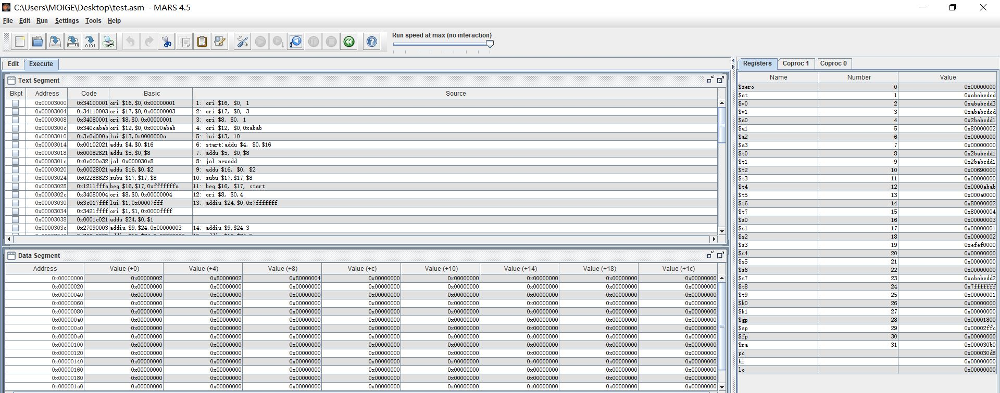 C:\Users\MOIGE\Desktop\test.asm - MARS 4.5
File Edit Run Settings Tools Help
Run speed at max (no interaction)
Edit Execute
Text Segment
Bkpt Address Code Basic Source
0x00003000 0x34100001 ori $16,$0,0x00000001 1: ori $16, $0, 1
0x00003004 0x34110003 ori $17,$0,0x00000003 2: ori $17, $0, 3
0x00003008 0x34080001 ori $8,$0,0x00000001 3: ori $8, $0, 1
0x0000300c 0x340cabab ori $12,$0,0x0000abab 4: ori $12, $0,0xabab
0x00003010 0x3c0d000a lui $13,0x0000000a 5: lui $13, 10
0x00003014 0x00102021 addu $4,$0,$16 6: start:addu $4, $0,$16
0x00003018 0x00082821 addu $5,$0,$8 7: addu $5, $0,$8
0x0000301c 0x0c000c32 jal 0x000030c8 8: jal newadd
0x00003020 0x00028021 addu $16,$0,$2 9: addu $16, $0, $2
0x00003024 0x02288823 subu $17,$17,$8 10: subu $17,$17,$8
0x00003028 0x1211fffa beq $16,$17,0xfffffffa 11: beq $16, $17, start
0x0000302c 0x34080004 ori $8,$0,0x00000004 12: ori $8, $0,4
0x00003030 0x3c017fff lui $1,0x00007fff 13: addiu $24,$0,0x7fffffff
0x00003034 0x3421ffff ori $1,$1,0x0000ffff
0x00003038 0x0001c021 addu $24,$0,$1
0x0000303c 0x27090003 addiu $9,$24,0x00000003 14: addiu $9,$24,3
Data Segment
Address Value (+0) Value (+4) Value (+8) Value (+c) Value (+10) Value (+14) Value (+18) Value (+1c)
0x00000000 0x00000002 0x80000002 0x80000004 0x00000000 0x00000000 0x00000000 0x00000000 0x00000000
0x00000020 0x00000000 0x00000000 0x00000000 0x00000000 0x00000000 0x00000000 0x00000000 0x00000000
0x00000040 0x00000000 0x00000000 0x00000000 0x00000000 0x00000000 0x00000000 0x00000000 0x00000000
0x00000060 0x00000000 0x00000000 0x00000000 0x00000000 0x00000000 0x00000000 0x00000000 0x00000000
0x00000080 0x00000000 0x00000000 0x00000000 0x00000000 0x00000000 0x00000000 0x00000000 0x00000000
0x000000a0 0x00000000 0x00000000 0x00000000 0x00000000 0x00000000 0x00000000 0x00000000 0x00000000
0x000000c0 0x00000000 0x00000000 0x00000000 0x00000000 0x00000000 0x00000000 0x00000000 0x00000000
0x000000e0 0x00000000 0x00000000 0x00000000 0x00000000 0x00000000 0x00000000 0x00000000 0x00000000
0x00000100 0x00000000 0x00000000 0x00000000 0x00000000 0x00000000 0x00000000 0x00000000 0x00000000
0x00000120 0x00000000 0x00000000 0x00000000 0x00000000 0x00000000 0x00000000 0x00000000 0x00000000
0x00000140 0x00000000 0x00000000 0x00000000 0x00000000 0x00000000 0x00000000 0x00000000 0x00000000
0x00000160 0x00000000 0x00000000 0x00000000 0x00000000 0x00000000 0x00000000 0x00000000 0x00000000
0x00000180 0x00000000 0x00000000 0x00000000 0x00000000 0x00000000 0x00000000 0x00000000 0x00000000
0x000001a0 0x00000000 0x00000000 0x00000000 0x00000000 0x00000000 0x00000000 0x00000000 0x00000000
Registers Coproc 1 Coproc 0
Name Number Value
$zero 0 0x00000000
$at 1 0xababcdcd
$v0 2 0xababcdd3
$v1 3 0xababcdcd
$a0 4 0x2babcdd1
$a1 5 0x80000002
$a2 6 0x00000000
$a3 7 0x00000000
$t0 8 0x2babcdd1
$t1 9 0x2babcdd1
$t2 10 0x00690000
$t3 11 0x00000000
$t4 12 0x0000abab
$t5 13 0x000a0000
$t6 14 0x80000002
$t7 15 0x80000004
$s0 16 0x00000003
$s1 17 0x00000001
$s2 18 0x00000002
$s3 19 0xefef0000
$s4 20 0x00000000
$s5 21 0x00000000
$s6 22 0x00000000
$s7 23 0xababcdd2
$t8 24 0x7fffffff
$t9 25 0x00000001
$k0 26 0x00000000
$k1 27 0x00000000
$gp 28 0x00001800
$sp 29 0x00002ffc
$fp 30 0x00000000
$ra 31 0x000030b0
pc 0x000030d8
hi 0x00000000
lo 0x00000000